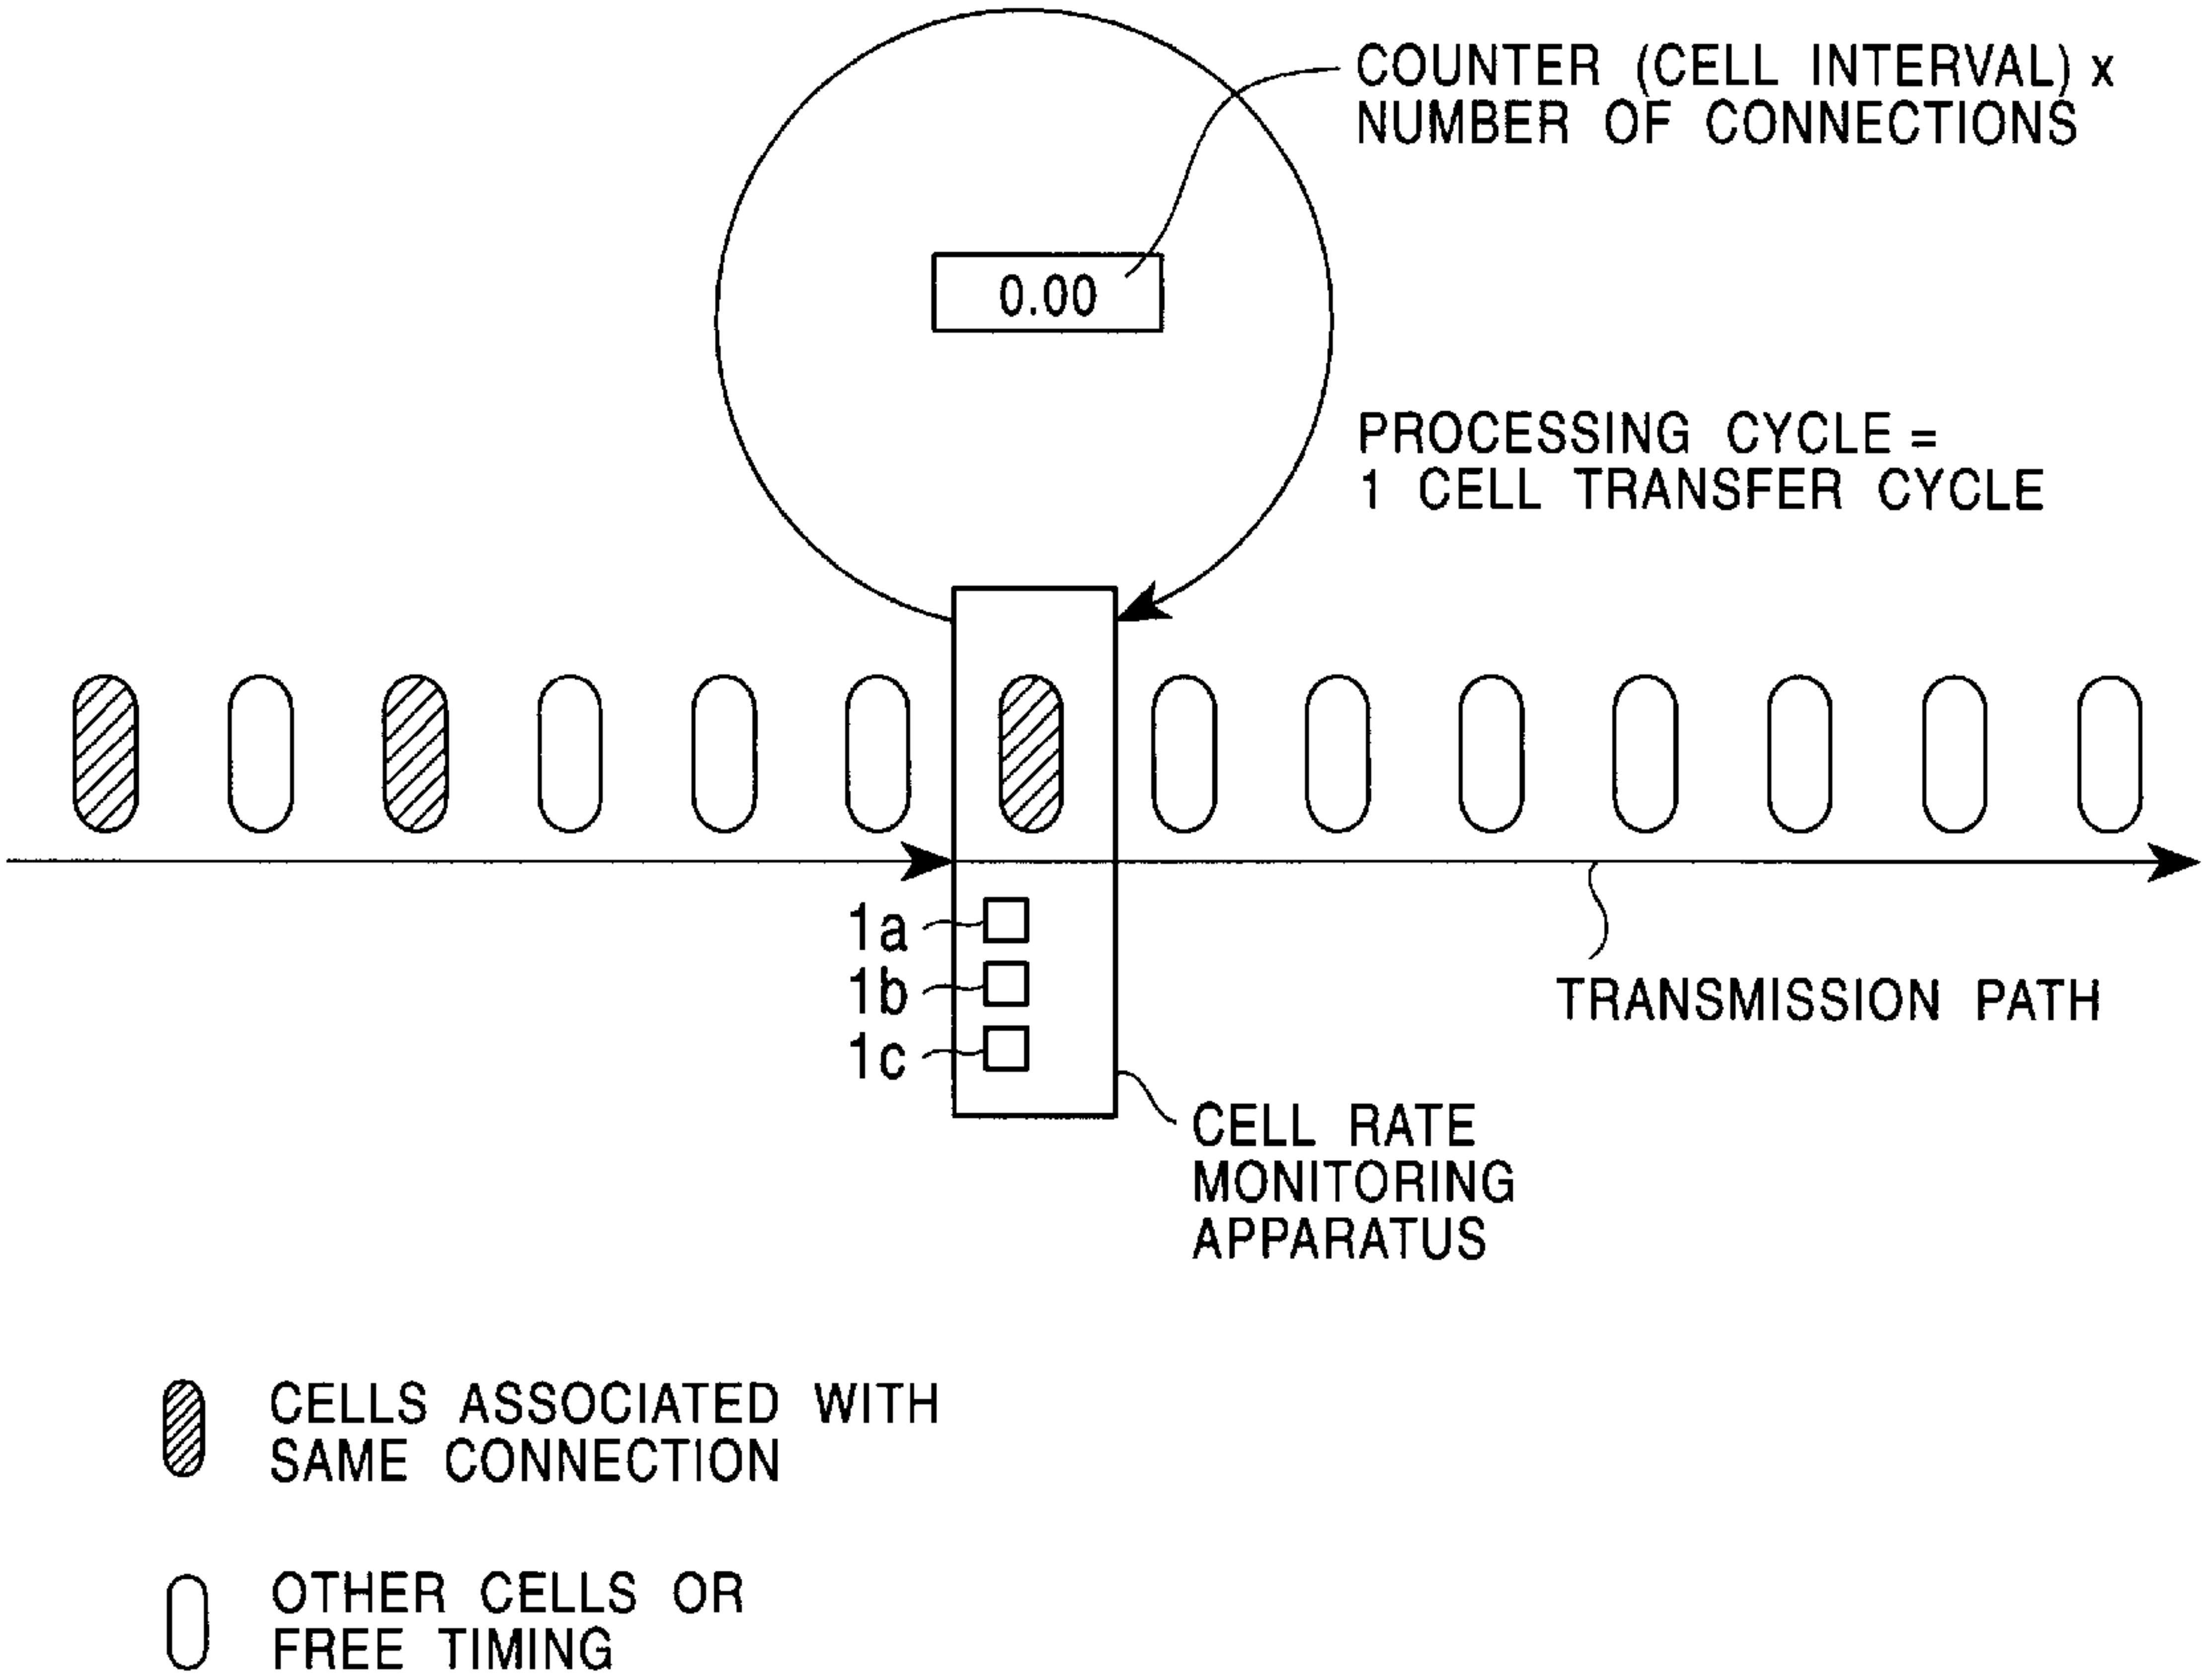 COUNTER (CELL INTERVAL) x
NUMBER OF CONNECTIONS
0.00
PROCESSING CYCLE =
1 CELL TRANSFER CYCLE
1a
1b
1c
TRANSMISSION PATH
CELL RATE
MONITORING
APPARATUS
CELLS ASSOCIATED WITH
SAME CONNECTION
OTHER CELLS OR
FREE TIMING